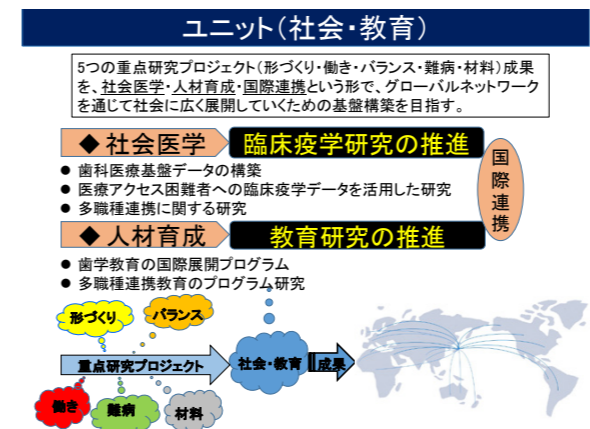 ユニット(社会・教育)
5つの重点研究プロジェクト(形づくり・働き・バランス・難病・材料)成果
を、社会医学・人材育成・国際連携という形で、グローバルネットワーク
を通じて社会に広く展開していくための基盤構築を目指す。
◆社会医学 臨床疫学研究の推進
● 歯科医療基盤データの構築
● 医療アクセス困難者への臨床疫学データを活用した研究
● 多職種連携に関する研究
国際連携
◆人材育成 教育研究の推進
● 歯学教育の国際展開プログラム
● 多職種連携教育のプログラム研究
形づくり
バランス
重点研究プロジェクト
社会・教育
成果
働き
難病
材料